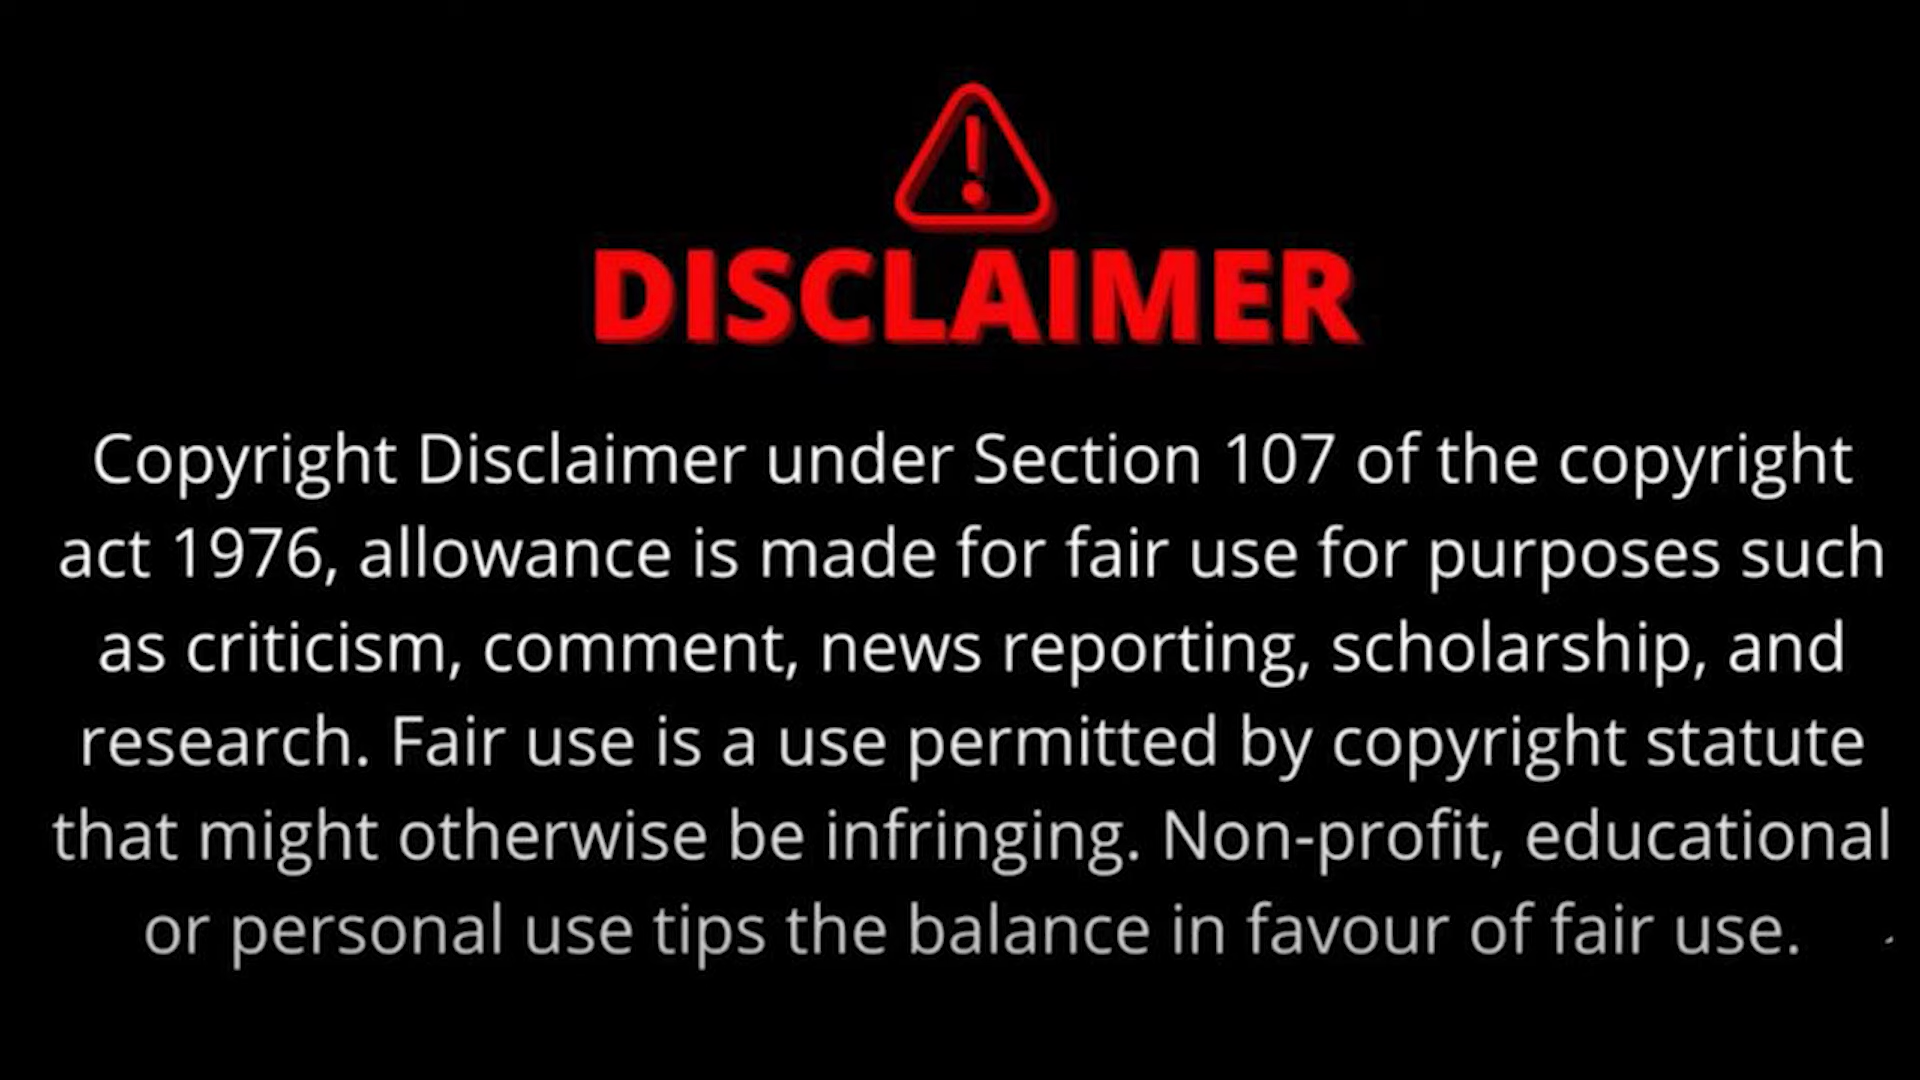 DISCLAIMER
Copyright Disclaimer under Section 107 of the copyright
act 1976, allowance is made for fair use for purposes such
as criticism, comment, news reporting, scholarship, and
research. Fair use is a use permitted by copyright statute
that might otherwise be infringing. Non-profit, educational
or personal use tips the balance in favour of fair use.